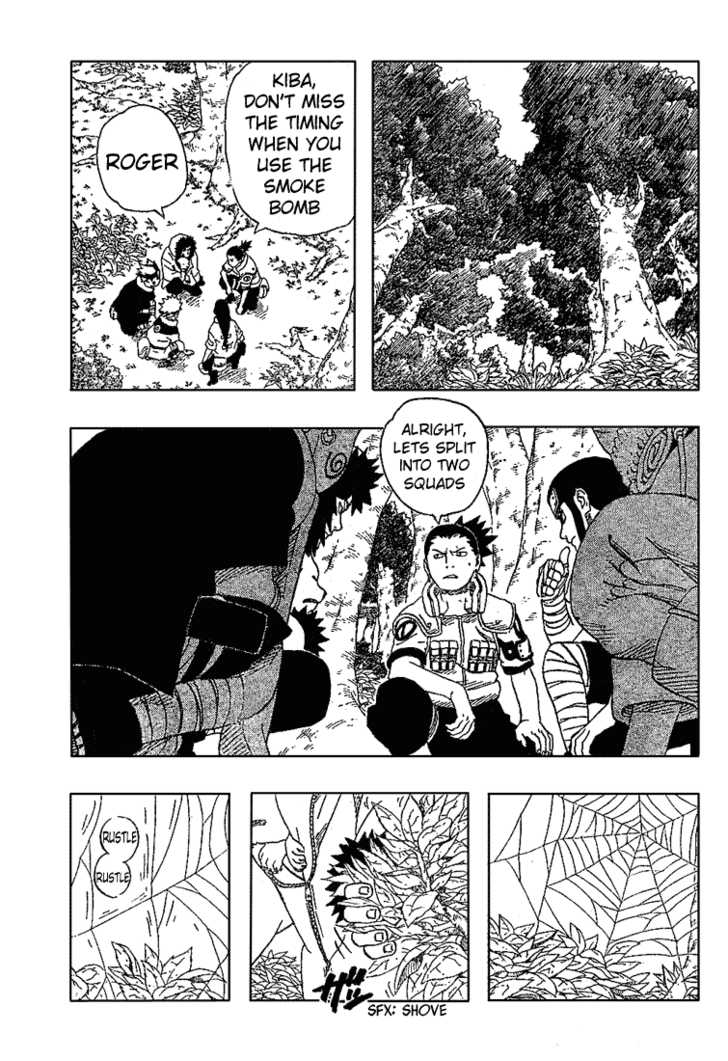 KIBA,
DON'T MISS
THE TIMING
WHEN YOU
USE THE
SMOKE
BOMB
ROGER
ALRIGHT,
LETS SPLIT
INTO TWO
SQUADS
SFX: SHOVE
RUSTLE
RUSTLE